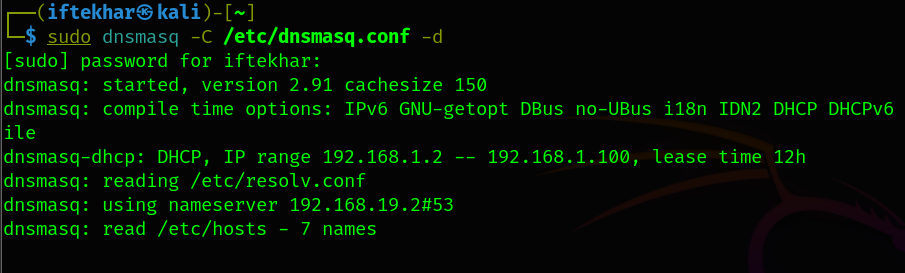 ┌──(iftekhar㉿kali)-[~]
└─$ sudo dnsmasq -C /etc/dnsmasq.conf -d
[sudo] password for iftekhar:
dnsmasq: started, version 2.91 cachesize 150
dnsmasq: compile time options: IPv6 GNU-getopt DBus no-UBus i18n IDN2 DHCP DHCPv6
ile
dnsmasq-dhcp: DHCP, IP range 192.168.1.2 -- 192.168.1.100, lease time 12h
dnsmasq: reading /etc/resolv.conf
dnsmasq: using nameserver 192.168.19.2#53
dnsmasq: read /etc/hosts - 7 names